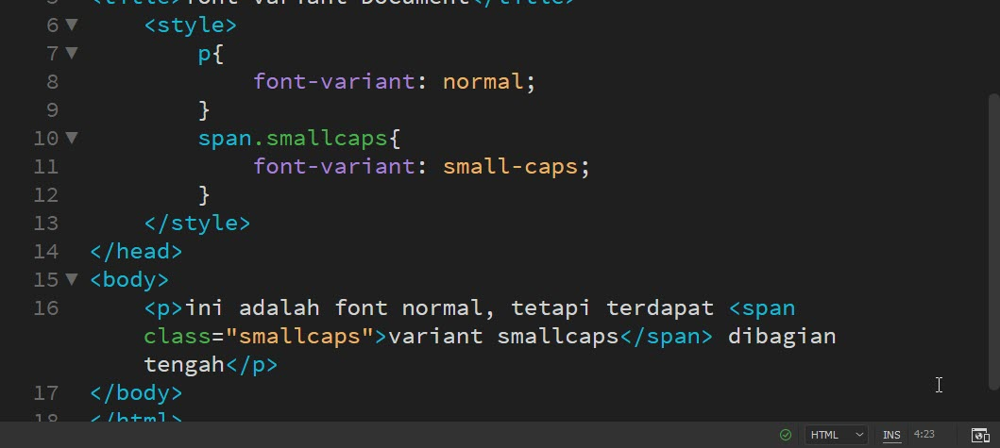 5 <title>font-variant Document</title>
6 ▼ <style>
7 ▼ p{
8 font-variant: normal;
9 }
10 ▼ span.smallcaps{
11 font-variant: small-caps;
12 }
13 </style>
14 </head>
15 ▼ <body>
16 <p>ini adalah font normal, tetapi terdapat <span
class="smallcaps">variant smallcaps</span> dibagian
tengah</p>
17 </body>
18 </html>
HTML INS 4:23